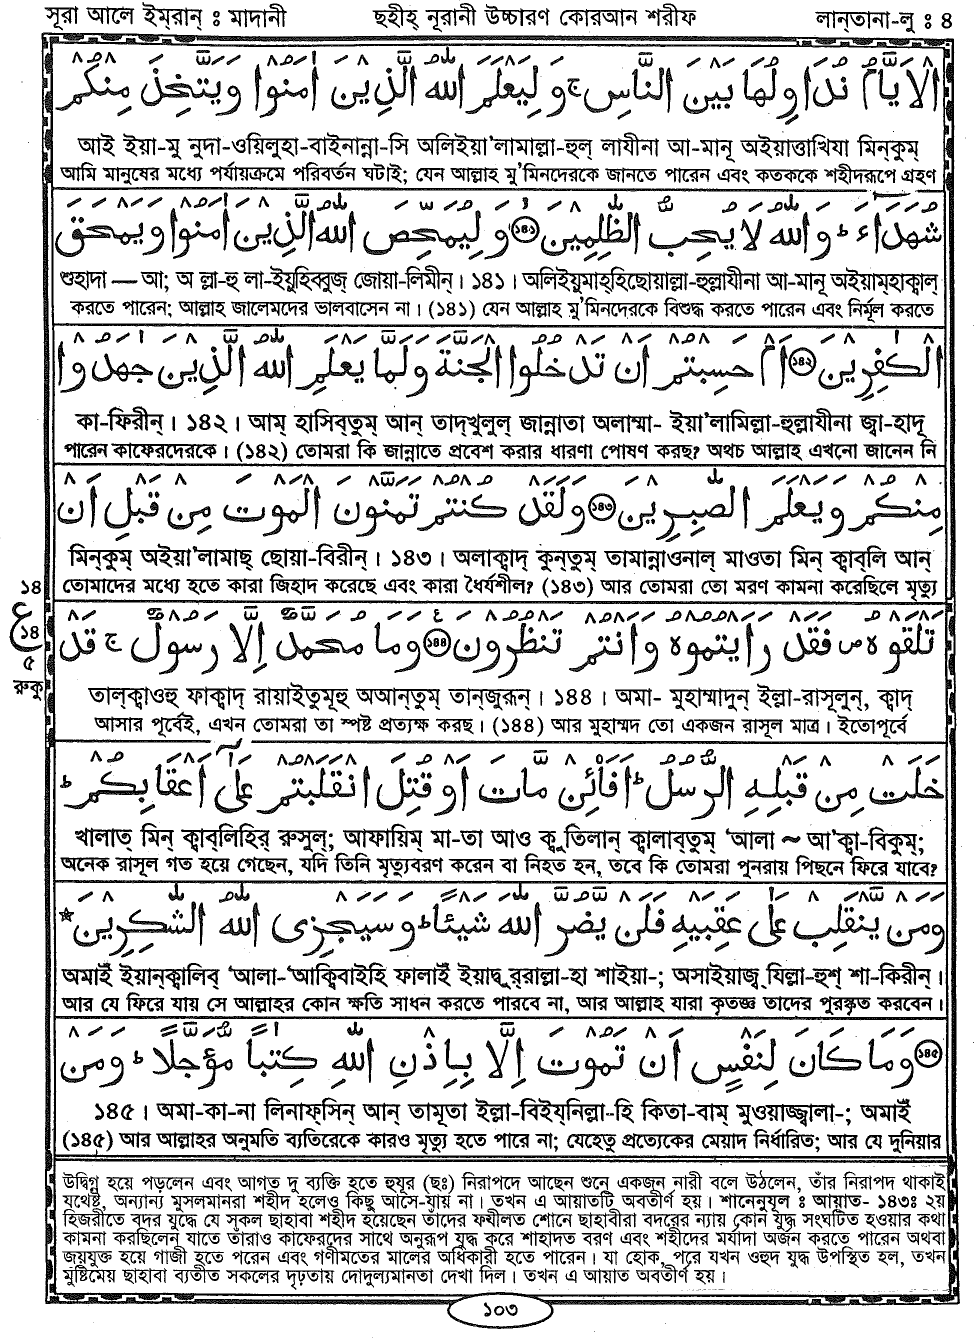 সূরা আলে ইমরান্ : মাদানী
ছহীহ্ নূরানী উচ্চারণ কোরআন শরীফ
লান্তানা-লু : ৪
الْاَيَّامُ نُدَاوِلُهَا بَيْنَ النَّاسِ ۚ وَلِيَعْلَمَ اللّٰهُ الَّذِيْنَ اٰمَنُوْا وَيَتَّخِذَ مِنْكُمْ
আই ইয়া-মু নুদা-ওয়িলুহা-বাইনান্না-সি অলিইয়া'লামাল্লা-হুল্ লাযীনা আ-মানূ অইয়াত্তাখিযা মিন্‌কুম্
আমি মানুষের মধ্যে পর্যায়ক্রমে পরিবর্তন ঘটাই; যেন আল্লাহ মু'মিনদেরকে জানতে পারেন এবং কতককে শহীদরূপে গ্রহণ
شُهَدَآءَ ۭ وَاللّٰهُ لَا يُحِبُّ الظّٰلِمِيْنَ ۝۱۴۱ وَلِيُمَحِّصَ اللّٰهُ الَّذِيْنَ اٰمَنُوْا وَيَمْحَقَ
শুহাদা — আ; অ ল্লা-হু লা-ইয়ুহিব্বুজ্ জোয়া-লিমীন্। ১৪১। অলিইয়ুমাহ্‌হিছোয়াল্লা-হুল্লাযীনা আ-মানূ অইয়াম্‌হাক্বাল্
করতে পারেন; আল্লাহ জালেমদের ভালবাসেন না। (১৪১) যেন আল্লাহ মু'মিনদেরকে বিশুদ্ধ করতে পারেন এবং নির্মূল করতে
الْكٰفِرِيْنَ ۝۱۴۲ اَمْ حَسِبْتُمْ اَنْ تَدْخُلُوا الْجَنَّةَ وَلَمَّا يَعْلَمِ اللّٰهُ الَّذِيْنَ جٰهَدُوْا
কা-ফিরীন্। ১৪২। আম্ হাসিব্‌তুম্ আন্ তাদ্‌খুলুল্ জান্নাতা অলাম্মা- ইয়া'লামিল্লা-হুল্লাযীনা জ্বা-হাদূ
পারেন কাফেরদেরকে। (১৪২) তোমরা কি জান্নাতে প্রবেশ করার ধারণা পোষণ করছ? অথচ আল্লাহ এখনো জানেন নি
مِنْكُمْ وَيَعْلَمَ الصّٰبِرِيْنَ ۝۱۴۳ وَلَقَدْ كُنْتُمْ تَمَنَّوْنَ الْمَوْتَ مِنْ قَبْلِ اَنْ
মিন্‌কুম্ অইয়া'লামাছ্ ছোয়া-বিরীন্। ১৪৩। অলাক্বাদ্ কুন্‌তুম্ তামান্নাওনাল্ মাওতা মিন্ ক্বাব্‌লি আন্
তোমাদের মধ্যে হতে কারা জিহাদ করেছে এবং কারা ধৈর্যশীল? (১৪৩) আর তোমরা তো মরণ কামনা করেছিলে মৃত্যু
১৪
ع
১৪
৫
রুকু
تَلْقَوْهُ ۠ فَقَدْ رَاَيْتُمُوْهُ وَاَنْتُمْ تَنْظُرُوْنَ ۝۱۴۴ وَمَا مُحَمَّدٌ اِلَّا رَسُوْلٌ ۚ قَدْ
তাল্‌ক্বাওহু ফাক্বাদ্ রায়াইতুমূহু অআন্‌তুম্ তান্‌জুরূন্। ১৪৪। অমা- মুহাম্মাদুন্ ইল্লা-রাসূলুন্, ক্বাদ্
আসার পূর্বেই, এখন তোমরা তা স্পষ্ট প্রত্যক্ষ করছ। (১৪৪) আর মুহাম্মদ তো একজন রাসূল মাত্র। ইতোপূর্বে
خَلَتْ مِنْ قَبْلِهِ الرُّسُلُ ۭ اَفَا۟ئِنْ مَّاتَ اَوْ قُتِلَ انْقَلَبْتُمْ عَلٰٓى اَعْقَابِكُمْ ۭ
খালাত্ মিন্ ক্বাব্‌লিহির্ রুসুল্; আফায়িম্ মা-তা আও ক্বুতিলান্ ক্বালাব্‌তুম্ 'আলা ~ আ'ক্বা-বিকুম্;
অনেক রাসূল গত হয়ে গেছেন, যদি তিনি মৃত্যুবরণ করেন বা নিহত হন, তবে কি তোমরা পুনরায় পিছনে ফিরে যাবে?
وَمَنْ يَّنْقَلِبْ عَلٰى عَقِبَيْهِ فَلَنْ يَّضُرَّ اللّٰهَ شَيْئًا ۭ وَسَيَجْزِى اللّٰهُ الشّٰكِرِيْنَ ★
অমাইঁ ইয়ান্‌ক্বালিব্ 'আলা-'আক্বিবাইহি ফালাইঁ ইয়াদ্বুর্‌রাল্লা-হা শাইয়া-; অসাইয়াজ্ যিল্লা-হুশ্ শা-কিরীন্।
আর যে ফিরে যায় সে আল্লাহর কোন ক্ষতি সাধন করতে পারবে না, আর আল্লাহ যারা কৃতজ্ঞ তাদের পুরস্কৃত করবেন।
۝۱۴۵ وَمَا كَانَ لِنَفْسٍ اَنْ تَمُوْتَ اِلَّا بِاِذْنِ اللّٰهِ كِتٰبًا مُّؤَجَّلًا ۭ وَمَنْ
১৪৫। অমা-কা-না লিনাফ্‌সিন্ আন্ তামূতা ইল্লা-বিইয্‌নিল্লা-হি কিতা-বাম্ মুওয়াজ্জ্বালা-; অমাইঁ
(১৪৫) আর আল্লাহর অনুমতি ব্যতিরেকে কারও মৃত্যু হতে পারে না; যেহেতু প্রত্যেকের মেয়াদ নির্ধারিত; আর যে দুনিয়ার
উদ্বিগ্ন হয়ে পড়লেন এবং আগত দু ব্যক্তি হতে হুযুর (ছঃ) নিরাপদে আছেন শুনে একজন নারী বলে উঠলেন, তাঁর নিরাপদ থাকাই
যথেষ্ট, অন্যান্য মুসলমানরা শহীদ হলেও কিছু আসে-যায় না। তখন এ আয়াতটি অবতীর্ণ হয়। শানেনুযূল : আয়াত- ১৪৩ঃ ২য়
হিজরীতে বদর যুদ্ধে যে সকল ছাহাবা শহীদ হয়েছেন তাঁদের ফযীলত শোনে ছাহাবীরা বদরের ন্যায় কোন যুদ্ধ সংঘটিত হওয়ার কথা
কামনা করছিলেন যাতে তাঁরাও কাফেরদের সাথে অনুরূপ যুদ্ধ করে শাহাদত বরণ এবং শহীদের মর্যাদা অর্জন করতে পারেন অথবা
জয়যুক্ত হয়ে গাজী হতে পরেন এবং গণীমতের মালের অধিকারী হতে পারেন। যা হোক, পরে যখন ওহুদ যুদ্ধ উপস্থিত হল, তখন
মুষ্টিমেয় ছাহাবা ব্যতীত সকলের দৃঢ়তায় দোদুল্যমানতা দেখা দিল। তখন এ আয়াত অবতীর্ণ হয়।
১০৩